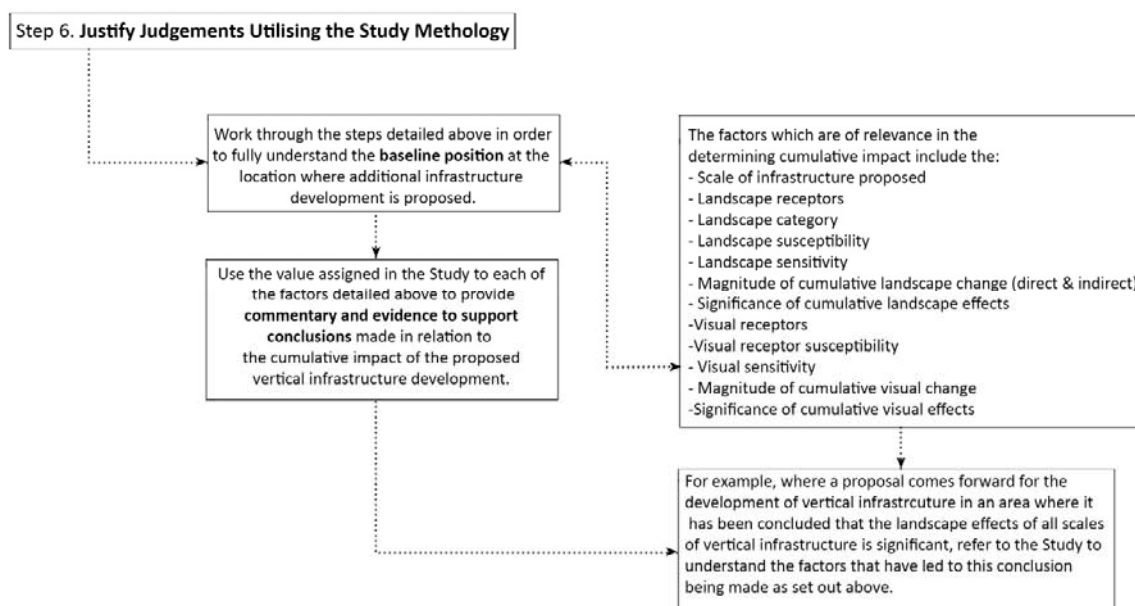 Step 6. Justify Judgements Utilising the Study Methology
Work through the steps detailed above in order
to fully understand the baseline position at the
location where additional infrastructure
development is proposed.
Use the value assigned in the Study to each of
the factors detailed above to provide
commentary and evidence to support
conclusions made in relation to
the cumulative impact of the proposed
vertical infrastructure development.
The factors which are of relevance in the
determining cumulative impact include the:
- Scale of infrastructure proposed
- Landscape receptors
- Landscape category
- Landscape susceptibility
- Landscape sensitivity
- Magnitude of cumulative landscape change (direct & indirect)
- Significance of cumulative landscape effects
-Visual receptors
-Visual receptor susceptibility
- Visual sensitivity
- Magnitude of cumulative visual change
-Significance of cumulative visual effects
For example, where a proposal comes forward for the
development of vertical infrastrcuture in an area where it
has been concluded that the landscape effects of all scales
of vertical infrastructure is significant, refer to the Study to
understand the factors that have led to this conclusion
being made as set out above.